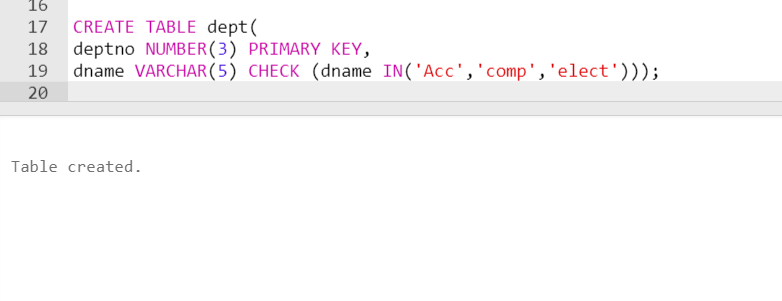 16
17 CREATE TABLE dept(
18 deptno NUMBER(3) PRIMARY KEY,
19 dname VARCHAR(5) CHECK (dname IN('Acc','comp','elect')));
20
Table created.